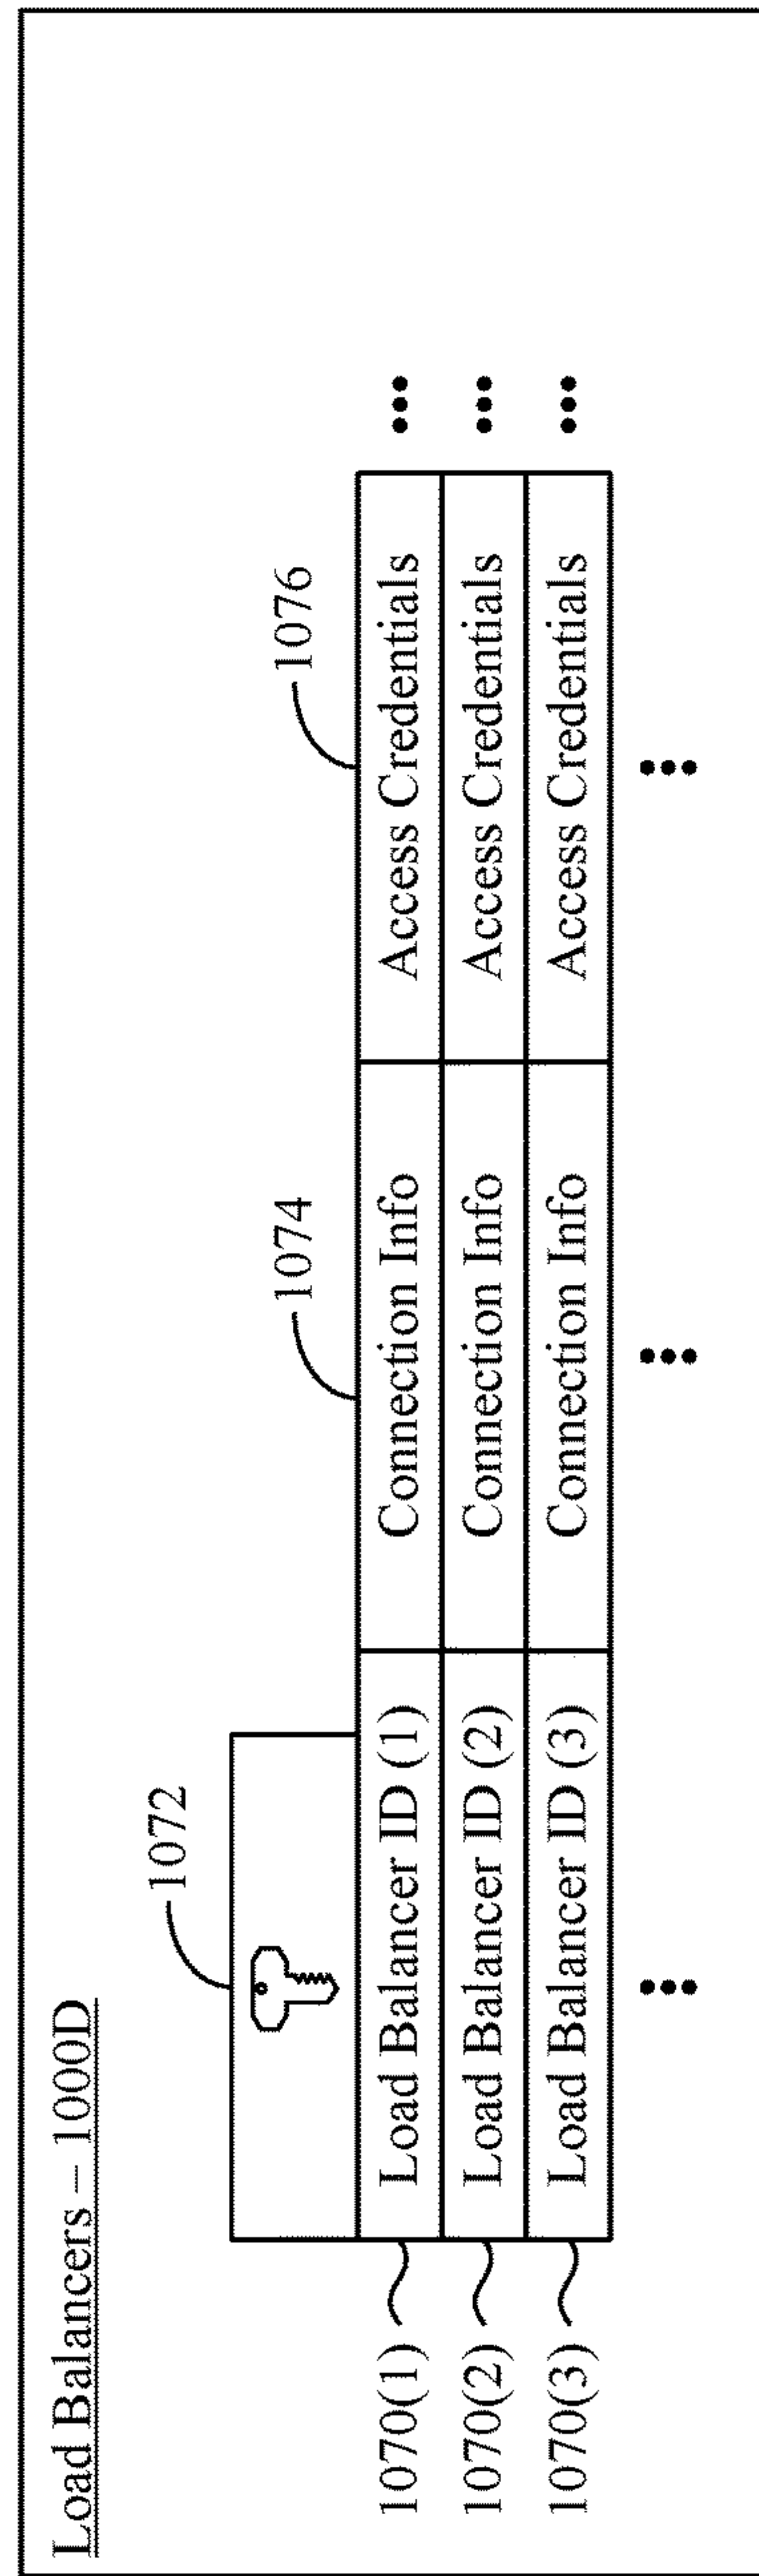 Load Balancers – 1000D
1072
1074
1076
1070(1) Load Balancer ID (1) Connection Info Access Credentials
1070(2) Load Balancer ID (2) Connection Info Access Credentials
1070(3) Load Balancer ID (3) Connection Info Access Credentials